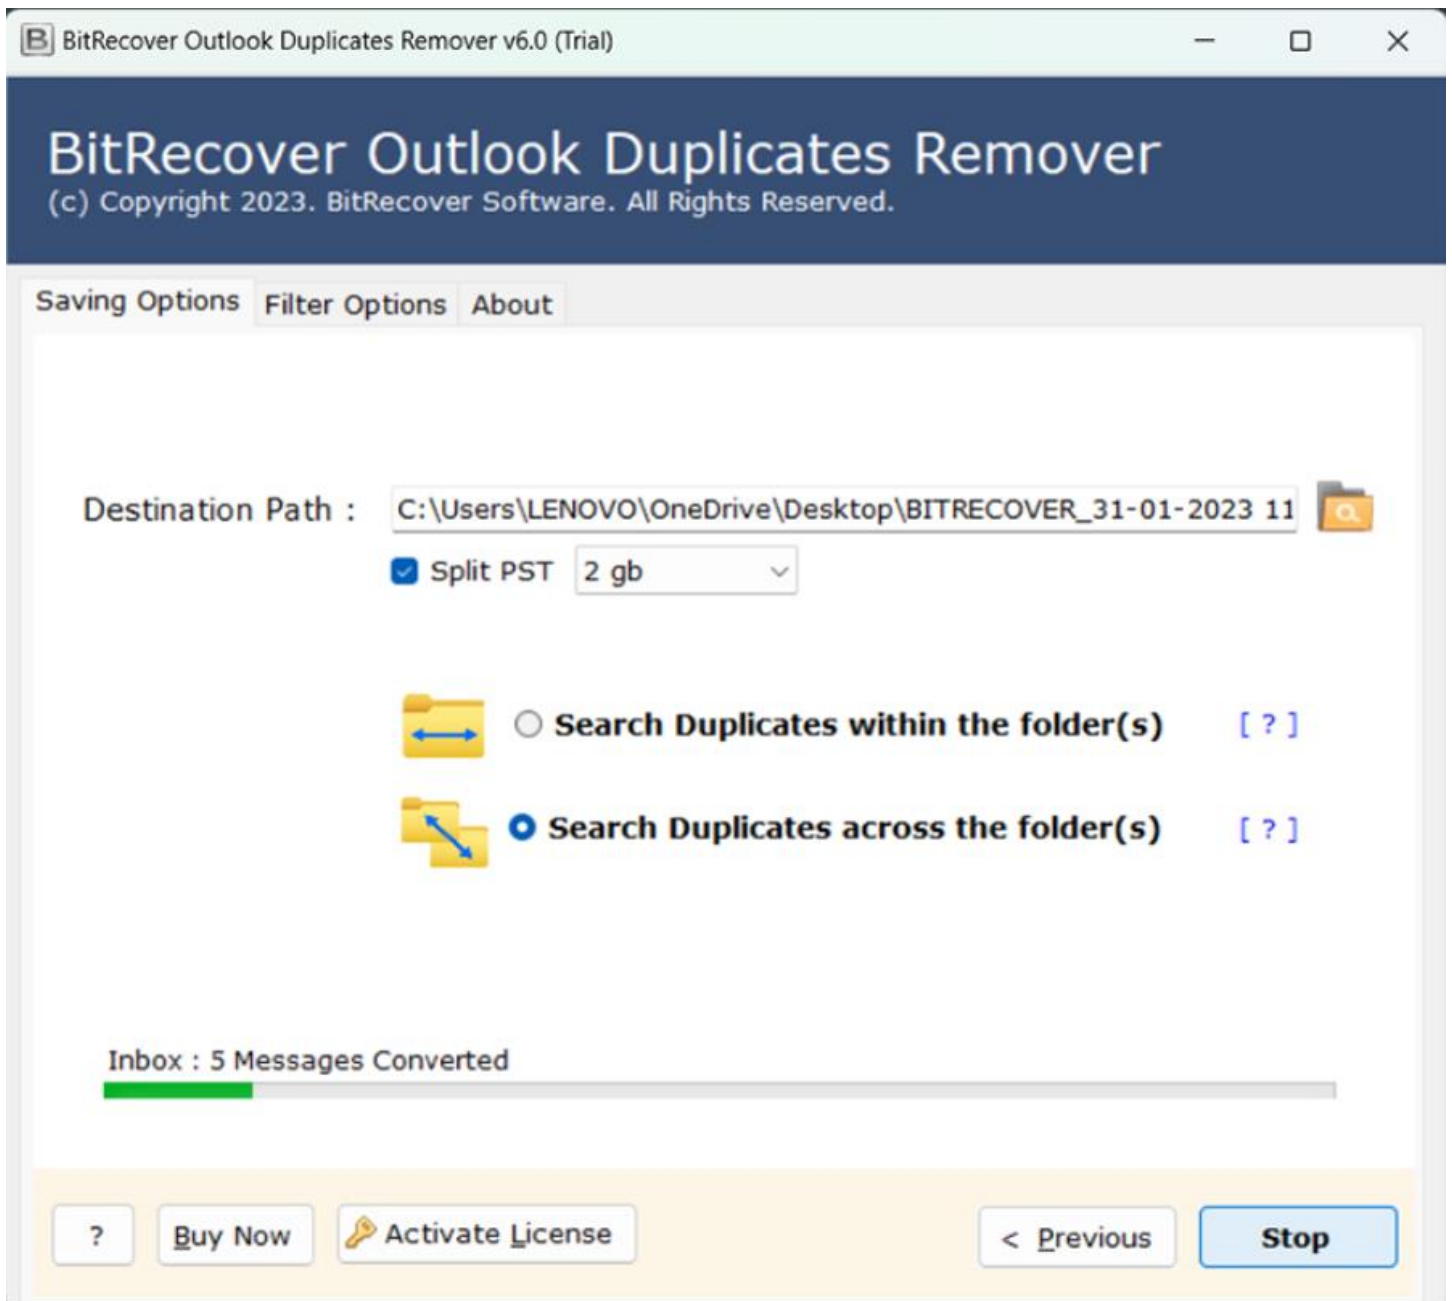 BitRecover Outlook Duplicates Remover v6.0 (Trial)
BitRecover Outlook Duplicates Remover
(c) Copyright 2023. BitRecover Software. All Rights Reserved.
Saving Options Filter Options About
Destination Path : C:\Users\LENOVO\OneDrive\Desktop\BITRECOVER_31-01-2023 11
Split PST 2 gb
Search Duplicates within the folder(s) [ ? ]
Search Duplicates across the folder(s) [ ? ]
Inbox : 5 Messages Converted
? Buy Now Activate License < Previous Stop